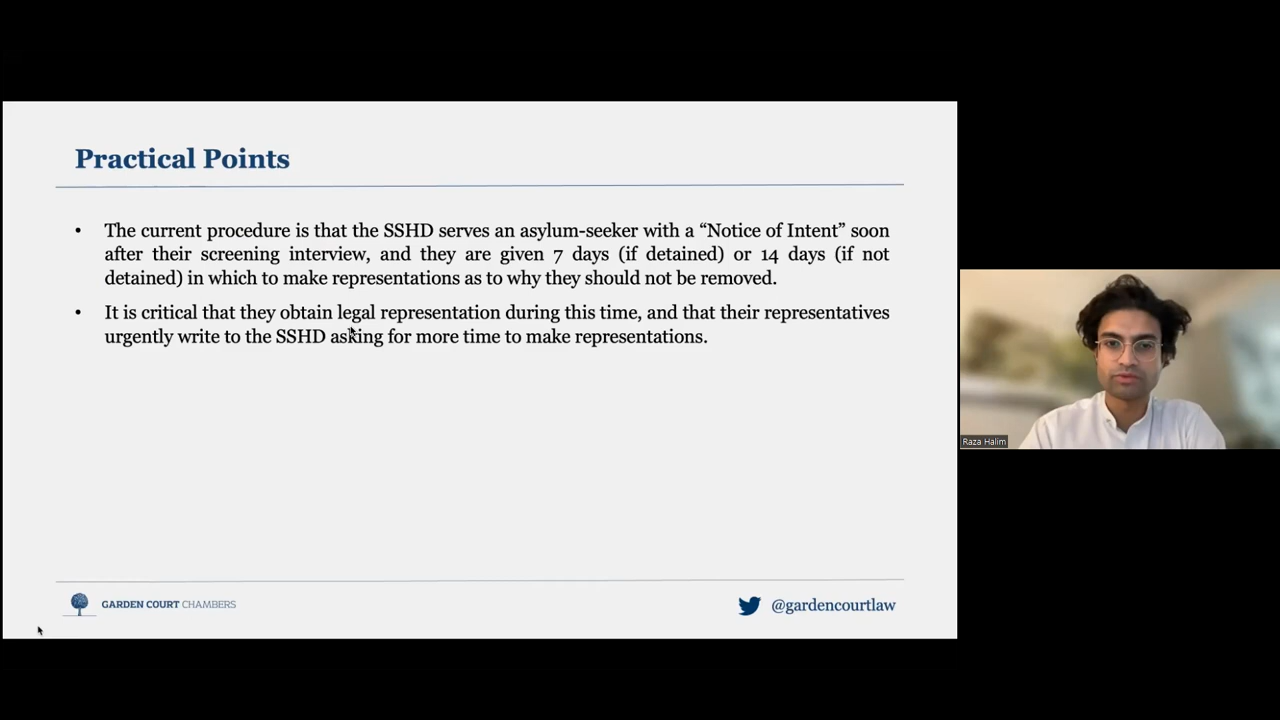 Practical Points
• The current procedure is that the SSHD serves an asylum-seeker with a “Notice of Intent” soon
after their screening interview, and they are given 7 days (if detained) or 14 days (if not
detained) in which to make representations as to why they should not be removed.
• It is critical that they obtain legal representation during this time, and that their representatives
urgently write to the SSHD asking for more time to make representations.
GARDEN COURT CHAMBERS
@gardencourtlaw
Raza Halim